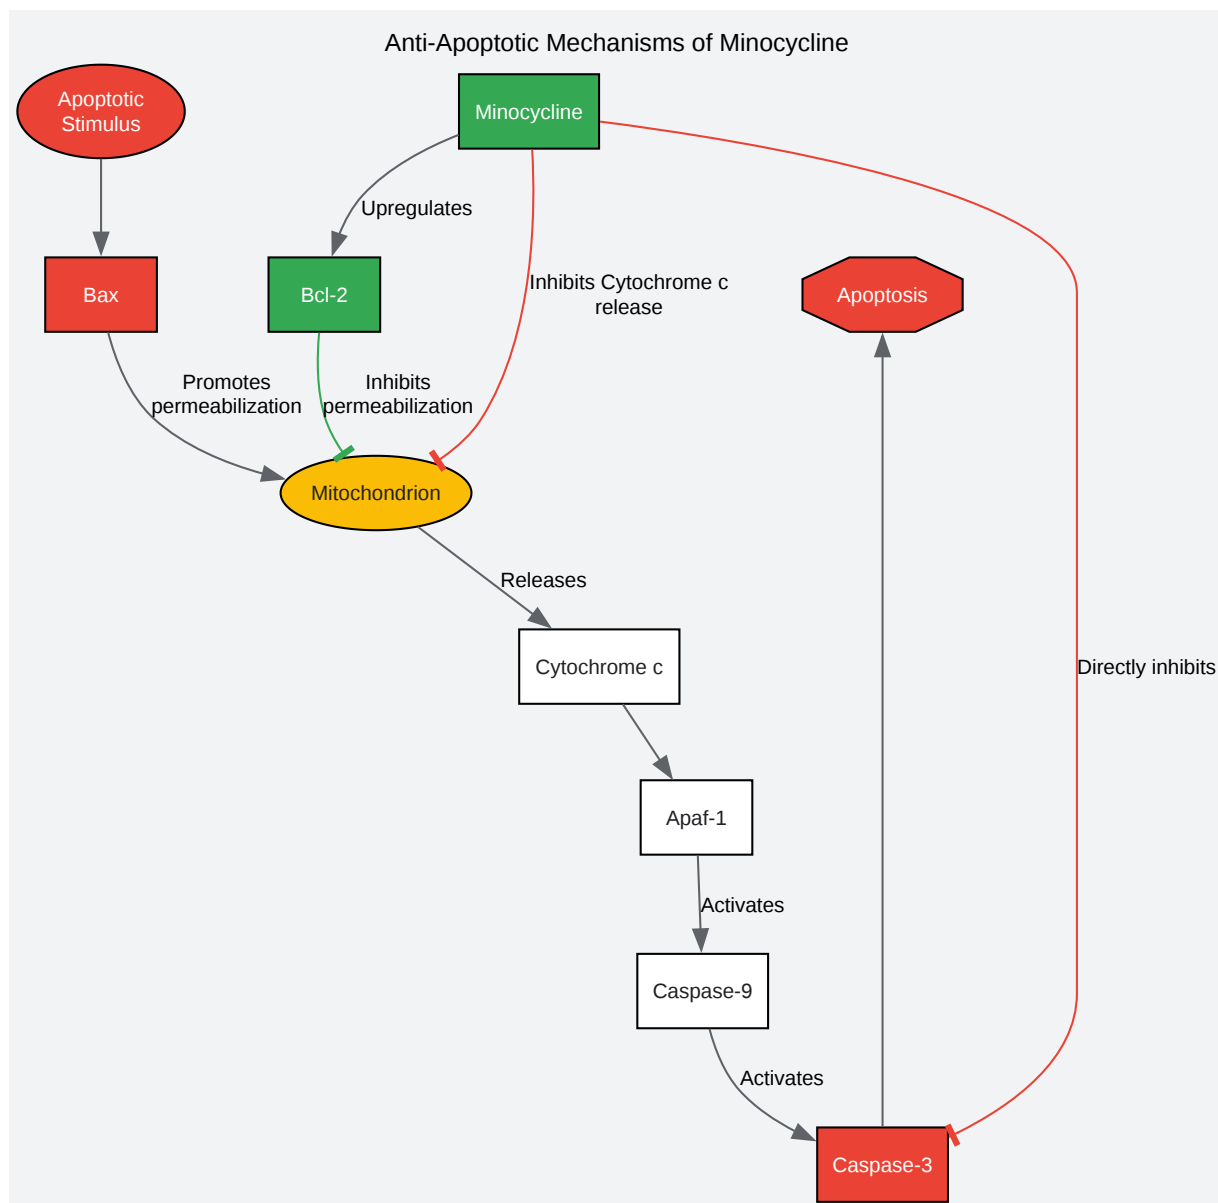 Anti-Apoptotic Mechanisms of Minocycline
Apoptotic
Stimulus
Minocycline
Upregulates
Bax
Bcl-2
Inhibits Cytochrome c
release
Apoptosis
Promotes
permeabilization
Inhibits
permeabilization
Mitochondrion
Releases
Cytochrome c
Directly inhibits
Apaf-1
Activates
Caspase-9
Activates
Caspase-3